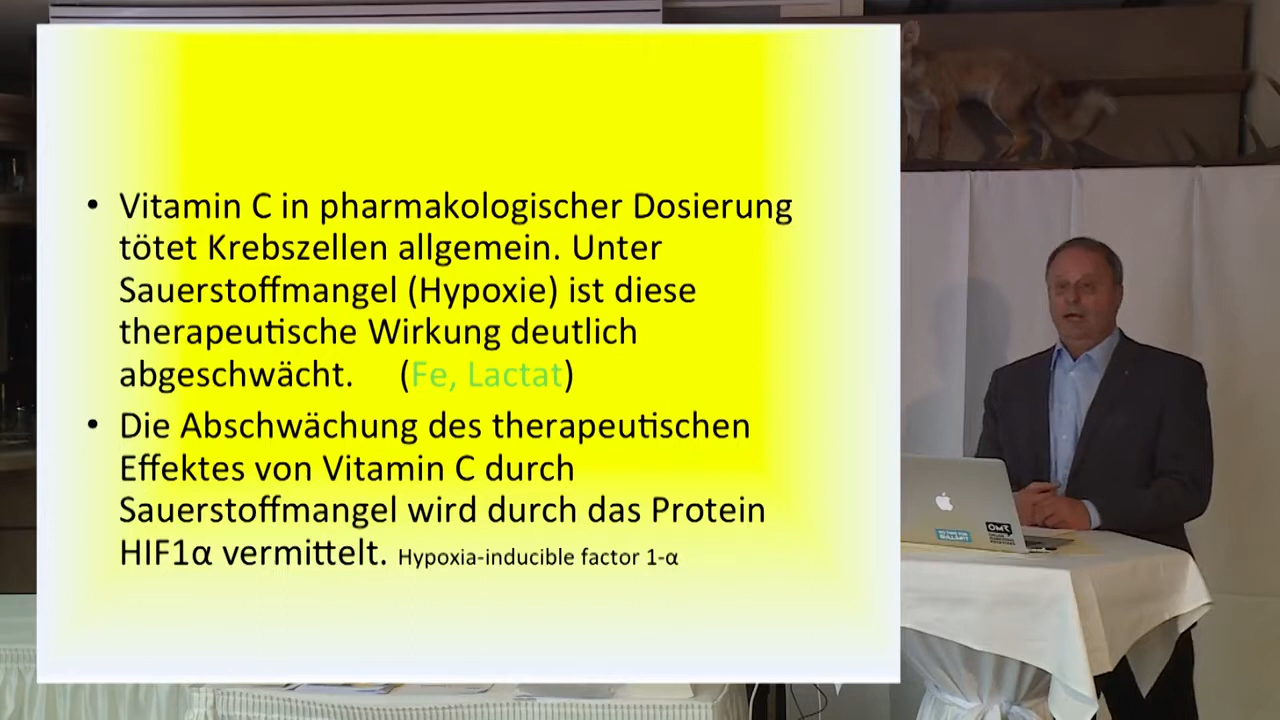 • Vitamin C in pharmakologischer Dosierung
tötet Krebszellen allgemein. Unter
Sauerstoffmangel (Hypoxie) ist diese
therapeutische Wirkung deutlich
abgeschwächt. (Fe, Lactat)
• Die Abschwächung des therapeutischen
Effektes von Vitamin C durch
Sauerstoffmangel wird durch das Protein
HIF1α vermittelt. Hypoxia-inducible factor 1-α
OMR